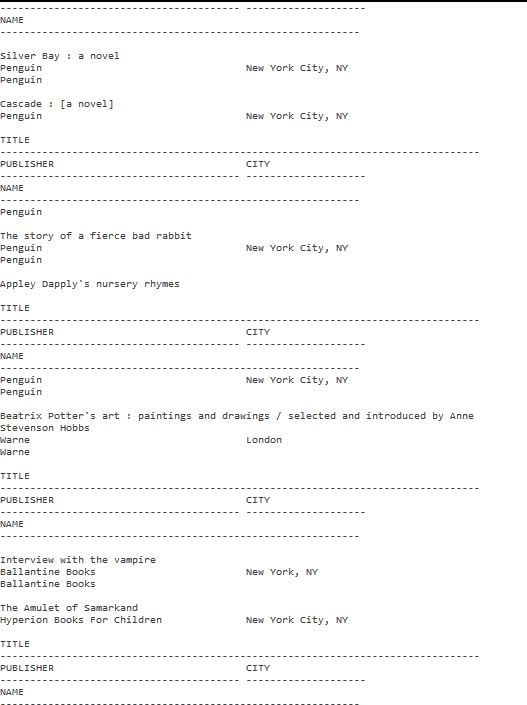 ---------------------------------------- --------------------
NAME
------------------------------------------------------------
Silver Bay : a novel
Penguin                                  New York City, NY
Penguin
Cascade : [a novel]
Penguin                                  New York City, NY
TITLE
--------------------------------------------------------------------------------
PUBLISHER                                CITY
---------------------------------------- --------------------
NAME
------------------------------------------------------------
Penguin
The story of a fierce bad rabbit
Penguin                                  New York City, NY
Penguin
Appley Dapply's nursery rhymes
TITLE
--------------------------------------------------------------------------------
PUBLISHER                                CITY
---------------------------------------- --------------------
NAME
------------------------------------------------------------
Penguin                                  New York City, NY
Penguin
Beatrix Potter's art : paintings and drawings / selected and introduced by Anne
Stevenson Hobbs
Warne                                    London
Warne
TITLE
--------------------------------------------------------------------------------
PUBLISHER                                CITY
---------------------------------------- --------------------
NAME
------------------------------------------------------------
Interview with the vampire
Ballantine Books                         New York, NY
Ballantine Books
The Amulet of Samarkand
Hyperion Books For Children              New York City, NY
TITLE
--------------------------------------------------------------------------------
PUBLISHER                                CITY
---------------------------------------- --------------------
NAME
------------------------------------------------------------